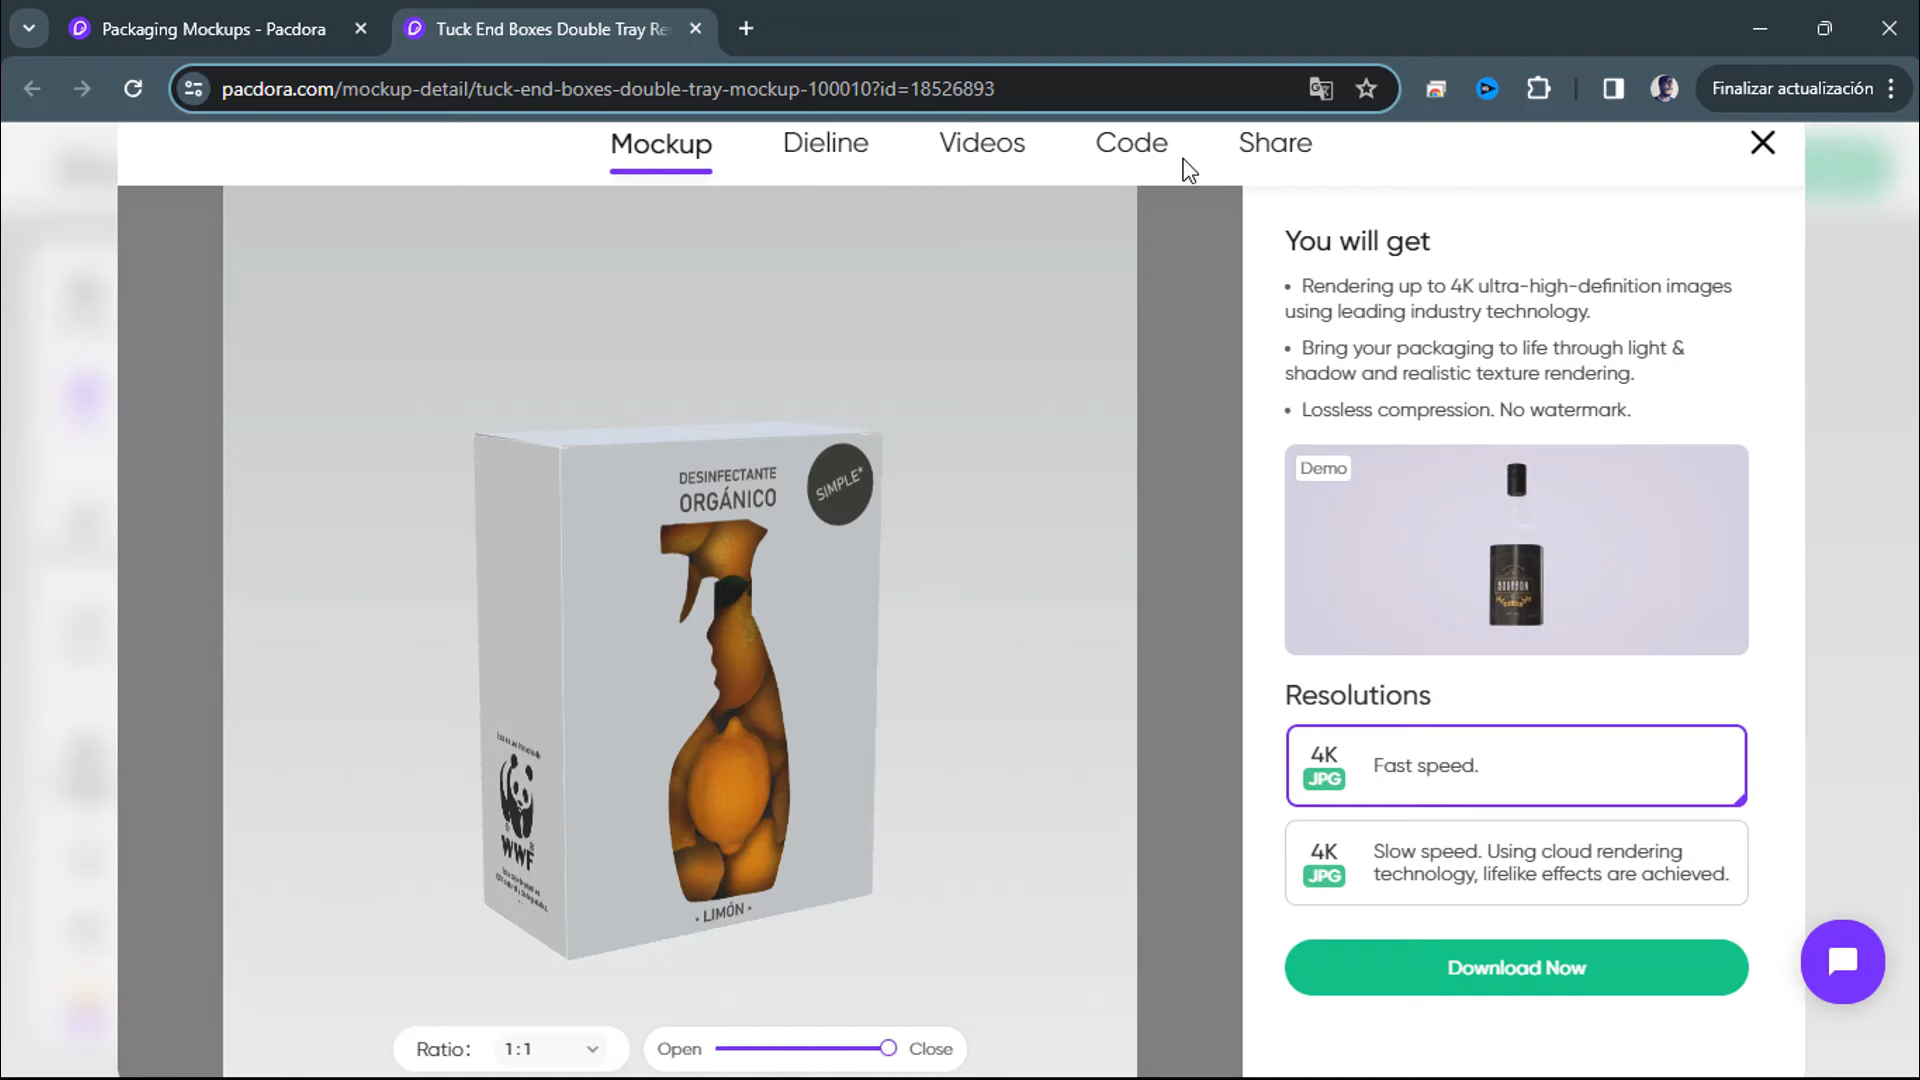 Packaging Mockups - Pacdora
Tuck End Boxes Double Tray Re
pacdora.com/mockup-detail/tuck-end-boxes-double-tray-mockup-100010?id=18526893
Finalizar actualización
Mockup
Dieline
Videos
Code
Share
DESINFECTANTE
ORGÁNICO
SIMPLE*
• LIMÓN •
WWF
Ratio:
1:1
Open
Close
You will get
• Rendering up to 4K ultra-high-definition images
using leading industry technology.
• Bring your packaging to life through light &
shadow and realistic texture rendering.
• Lossless compression. No watermark.
Demo
BOURBON
Resolutions
4K
JPG
Fast speed.
4K
JPG
Slow speed. Using cloud rendering
technology, lifelike effects are achieved.
Download Now